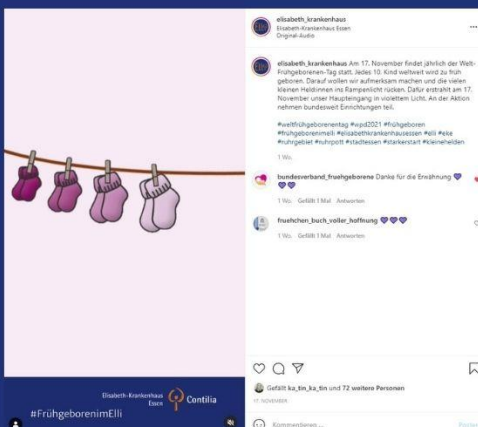 elisabeth_krankenhaus
Elisabeth-Krankenhaus Essen
Original-Audio
elisabeth_krankenhaus Am 17. November findet jährlich der Welt-
Frühgeborenen-Tag statt. Jedes 10. Kind weltweit wird zu früh
geboren. Darauf wollen wir aufmerksam machen und die vielen
kleinen Held:innen ins Rampenlicht rücken. Dafür erstrahlt am 17.
November unser Haupteingang in violettem Licht. An der Aktion
nehmen bundesweit Einrichtungen teil.
#weltfrühgeborenentag #wpd2021 #frühgeboren
#frühgeborenimelli #elisabethkrankenhausessen #elli #eke
#ruhrgebiet #ruhrpott #stadtessen #starkerstart #kleinehelden
1 Wo.
bundesverband_fruehgeborene Danke für die Erwähnung 💜
💜💜
1 Wo. Gefällt 1 Mal Antworten
fruehchen_buch_voller_hoffnung 💜💜💜
1 Wo. Gefällt 1 Mal Antworten
Gefällt ka_tin_ka_tin und 72 weitere Personen
17. NOVEMBER
Kommentieren ...
Posten
Elisabeth-Krankenhaus
Essen
Contilia
#FrühgeborenimElli